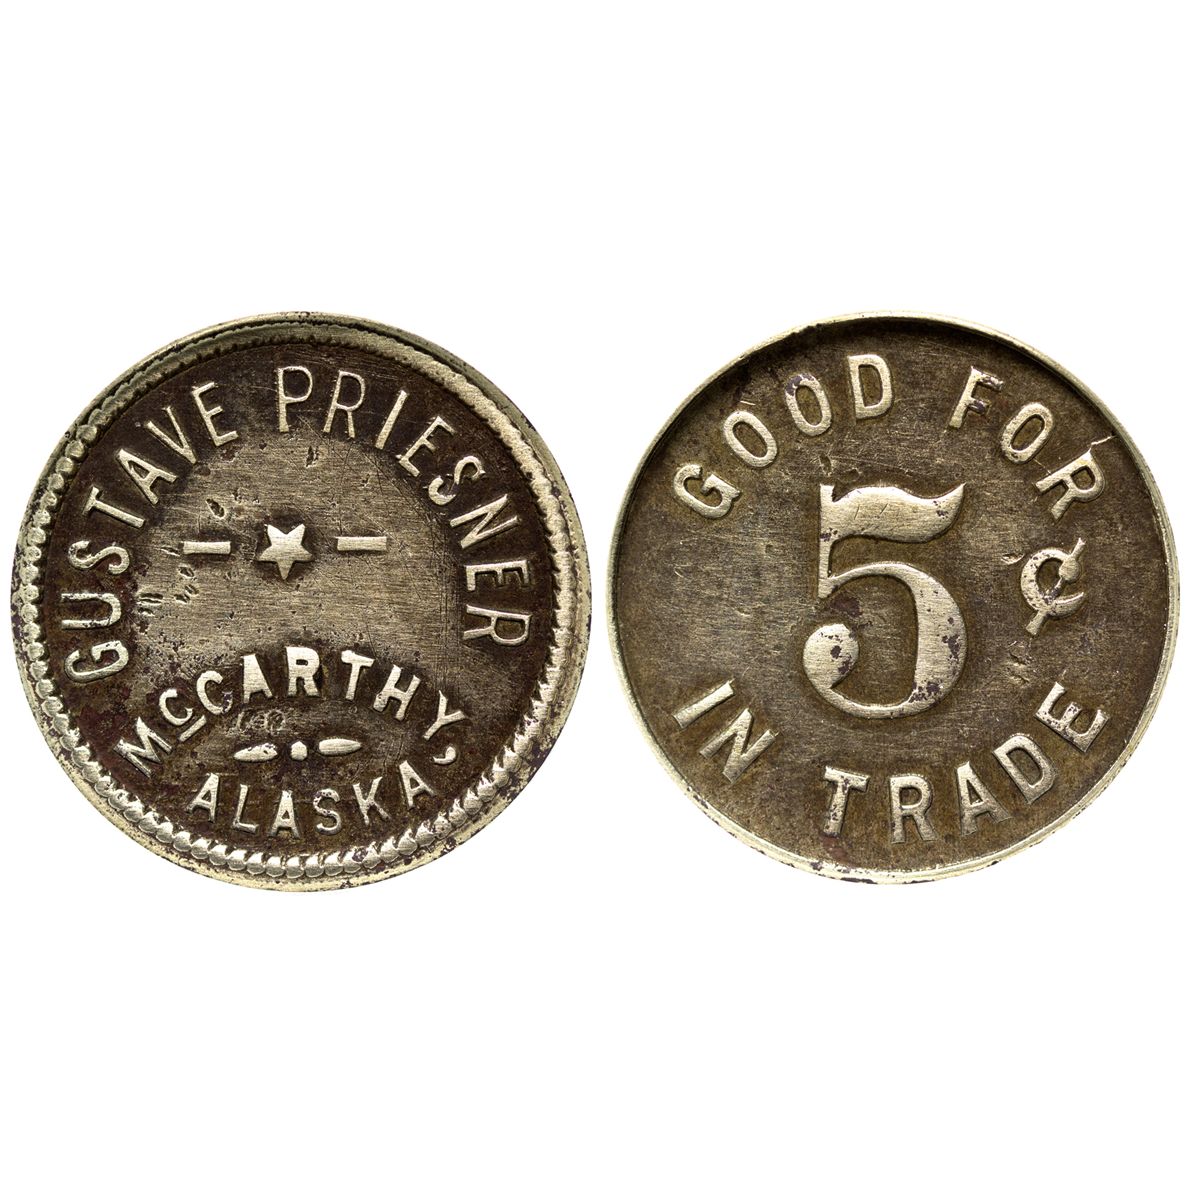 GUSTAVE PRIESNER
McCARTHY,
ALASKA
GOOD FOR
5¢
IN TRADE